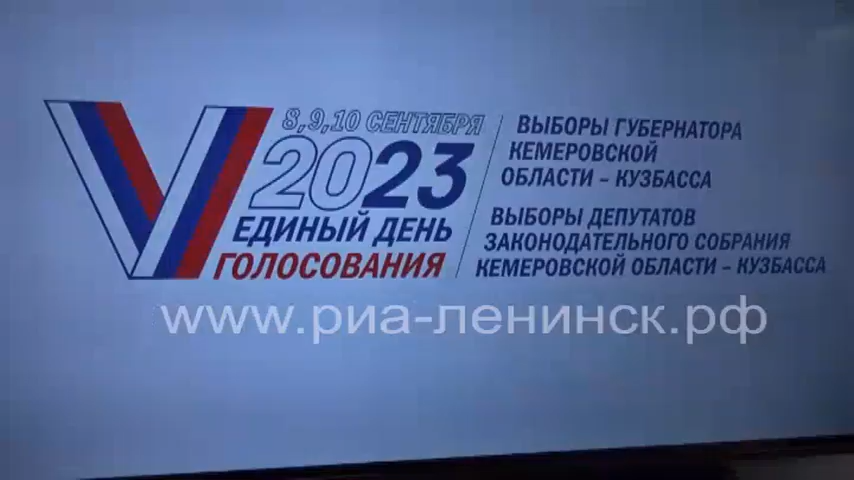 8, 9, 10 СЕНТЯБРЯ
2023
ЕДИНЫЙ ДЕНЬ
ГОЛОСОВАНИЯ
ВЫБОРЫ ГУБЕРНАТОРА
КЕМЕРОВСКОЙ
ОБЛАСТИ – КУЗБАССА
ВЫБОРЫ ДЕПУТАТОВ
ЗАКОНОДАТЕЛЬНОГО СОБРАНИЯ
КЕМЕРОВСКОЙ ОБЛАСТИ – КУЗБАССА
www.риа-ленинск.рф